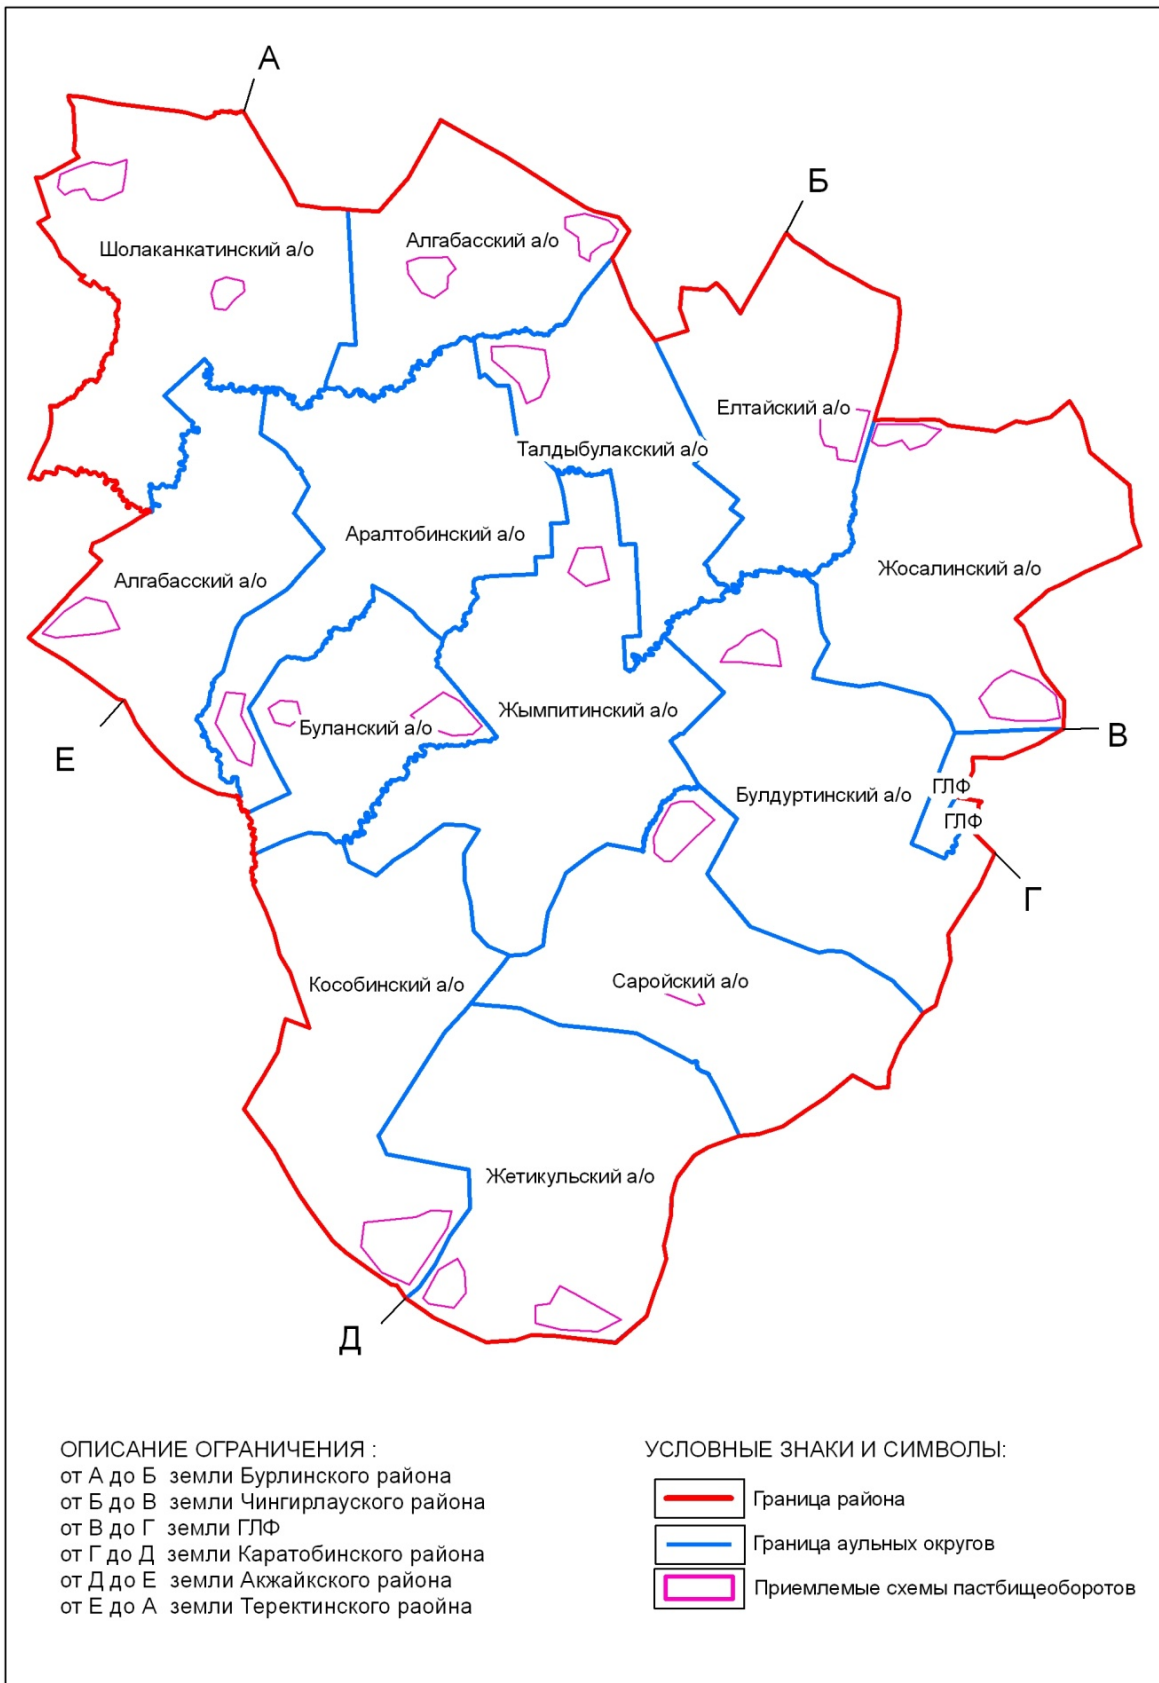 А
Б
Шолаканкатинский а/о
Алгабасский а/о
Елтайский а/о
Талдыбулакский а/о
Аралтобинский а/о
Жосалинский а/о
Алгабасский а/о
Жымпитинский а/о
Буланский а/о
В
Е
ГЛФ
Булдуртинский а/о
ГЛФ
Г
Кособинский а/о
Саройский а/о
Жетикульский а/о
Д
ОПИСАНИЕ ОГРАНИЧЕНИЯ :
от А до Б земли Бурлинского района
от Б до В земли Чингирлауского района
от В до Г земли ГЛФ
от Г до Д земли Каратобинского района
от Д до Е земли Акжайкского района
от Е до А земли Теректинского раойна
УСЛОВНЫЕ ЗНАКИ И СИМВОЛЫ:
Граница района
Граница аульных округов
Приемлемые схемы пастбищеоборотов